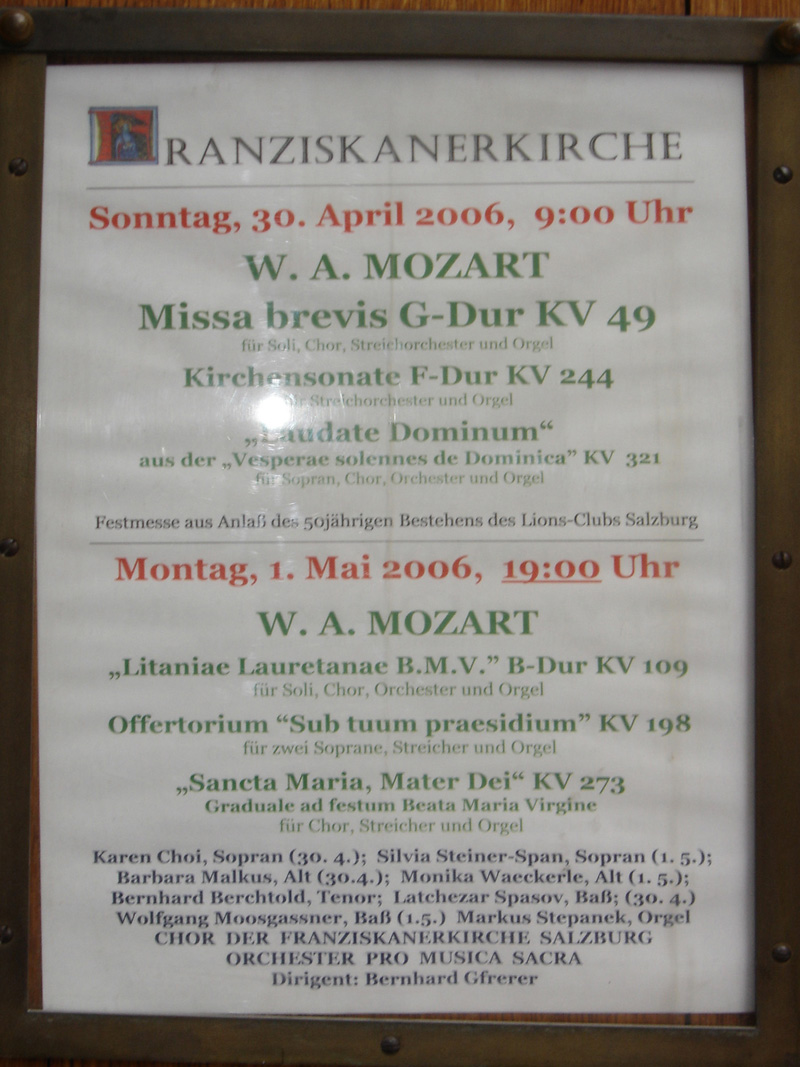 FRANZISKANERKIRCHE
Sonntag, 30. April 2006, 9:00 Uhr
W. A. MOZART
Missa brevis G-Dur KV 49
für Soli, Chor, Streichorchester und Orgel
Kirchensonate F-Dur KV 244
für Streichorchester und Orgel
„Laudate Dominum“
aus der „Vesperae solennes de Dominica” KV 321
für Sopran, Chor, Orchester und Orgel
Festmesse aus Anlaß des 50jährigen Bestehens des Lions-Clubs Salzburg
Montag, 1. Mai 2006, 19:00 Uhr
W. A. MOZART
„Litaniae Lauretanae B.M.V.” B-Dur KV 109
für Soli, Chor, Orchester und Orgel
Offertorium “Sub tuum praesidium” KV 198
für zwei Soprane, Streicher und Orgel
„Sancta Maria, Mater Dei“ KV 273
Graduale ad festum Beata Maria Virgine
für Chor, Streicher und Orgel
Karen Choi, Sopran (30. 4.); Silvia Steiner-Span, Sopran (1. 5.);
Barbara Malkus, Alt (30.4.); Monika Waeckerle, Alt (1. 5.);
Bernhard Berchtold, Tenor; Latchezar Spasov, Baß; (30. 4.)
Wolfgang Moosgassner, Baß (1.5.) Markus Stepanek, Orgel
CHOR DER FRANZISKANERKIRCHE SALZBURG
ORCHESTER PRO MUSICA SACRA
Dirigent: Bernhard Gfrerer